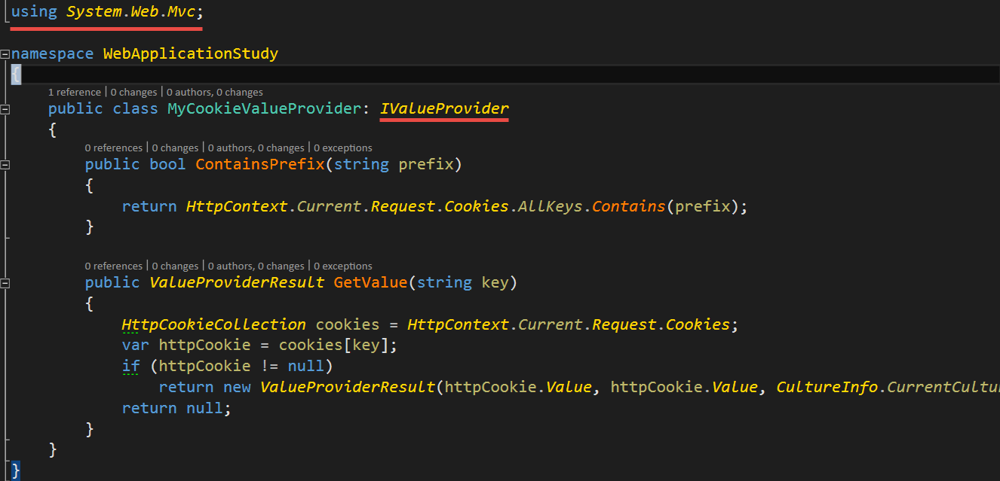 using System.Web.Mvc;
namespace WebApplicationStudy
{
1 reference | 0 changes | 0 authors, 0 changes
public class MyCookieValueProvider: IValueProvider
{
0 references | 0 changes | 0 authors, 0 changes | 0 exceptions
public bool ContainsPrefix(string prefix)
{
return HttpContext.Current.Request.Cookies.AllKeys.Contains(prefix);
}
0 references | 0 changes | 0 authors, 0 changes | 0 exceptions
public ValueProviderResult GetValue(string key)
{
HttpCookieCollection cookies = HttpContext.Current.Request.Cookies;
var httpCookie = cookies[key];
if (httpCookie != null)
return new ValueProviderResult(httpCookie.Value, httpCookie.Value, CultureInfo.CurrentCultu
return null;
}
}
}